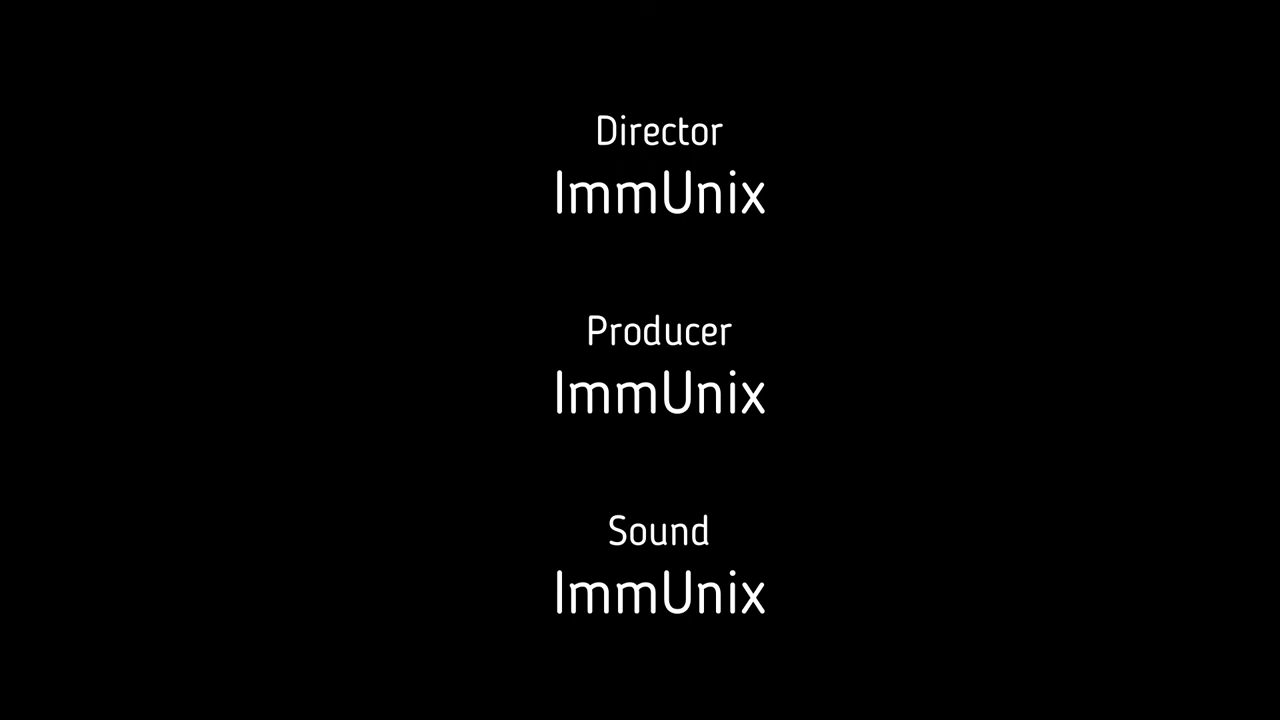 Director
ImmUnix
Producer
ImmUnix
Sound
ImmUnix